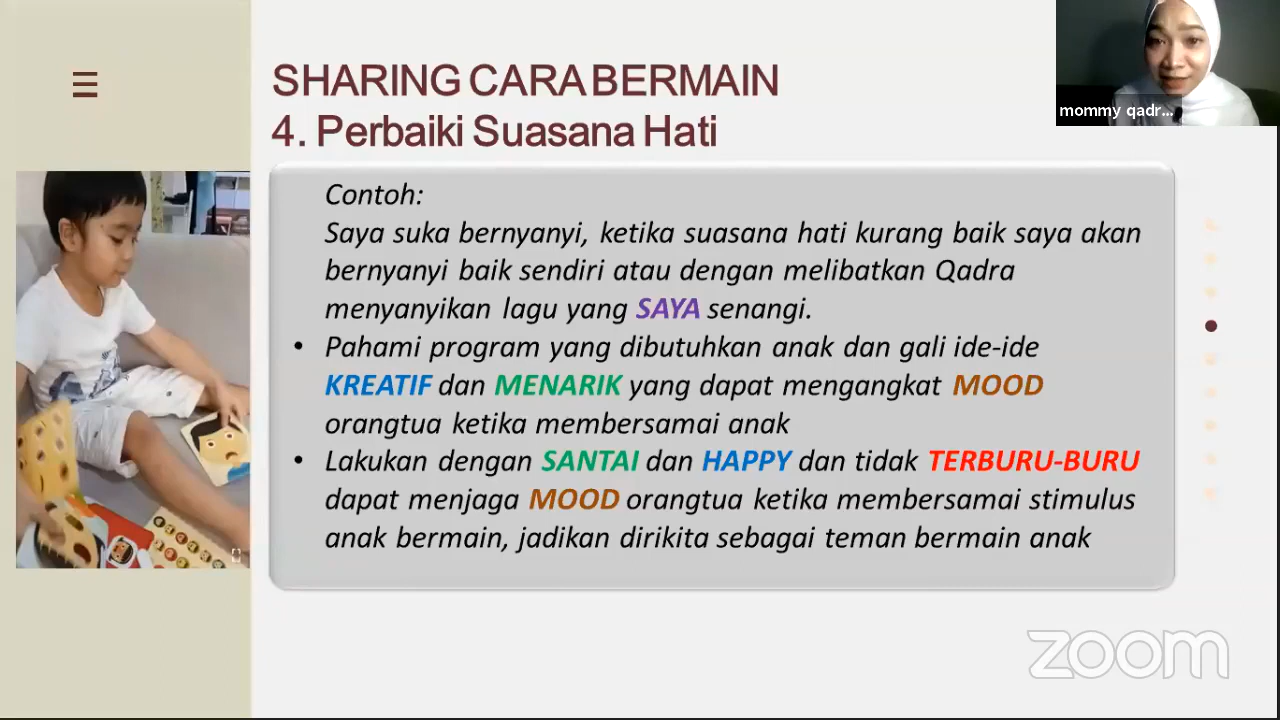 SHARING CARA BERMAIN
4. Perbaiki Suasana Hati
mommy qadr...
Contoh:
Saya suka bernyanyi, ketika suasana hati kurang baik saya akan
bernyanyi baik sendiri atau dengan melibatkan Qadra
menyanyikan lagu yang SAYA senangi.
• Pahami program yang dibutuhkan anak dan gali ide-ide
KREATIF dan MENARIK yang dapat mengangkat MOOD
orangtua ketika membersamai anak
• Lakukan dengan SANTAI dan HAPPY dan tidak TERBURU-BURU
dapat menjaga MOOD orangtua ketika membersamai stimulus
anak bermain, jadikan dirikita sebagai teman bermain anak
zoom